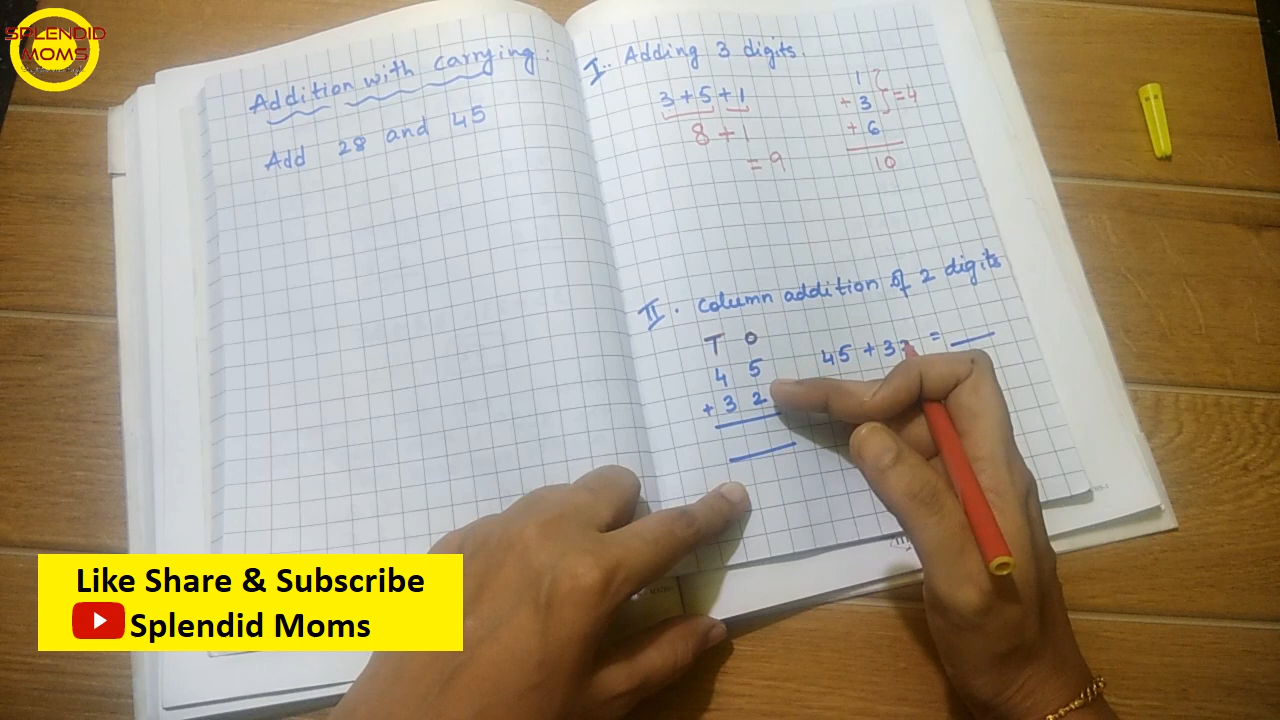 SPLENDID
MOMS
Addition with carrying:
Add 28 and 45
I. Adding 3 digits.
3+5+1
8+1
=9
1
+ 3 } =4
+ 6
10
II. Column addition of 2 digits
T O
4 5
+ 3 2
45 + 3 = __
Like Share & Subscribe
Splendid Moms